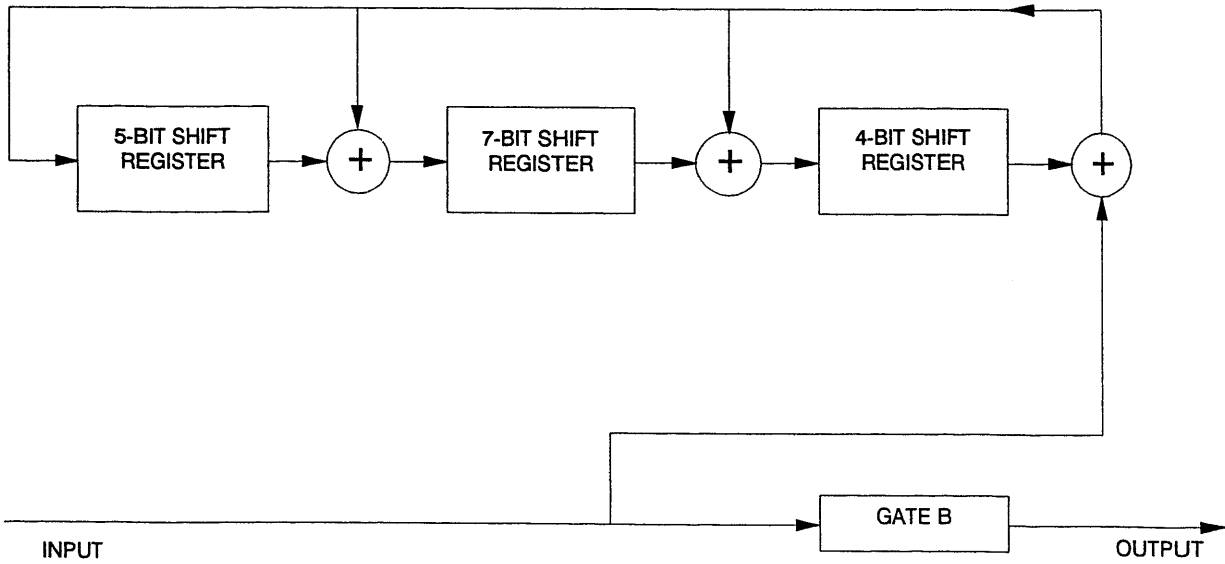 5-BIT SHIFT
REGISTER
+
7-BIT SHIFT
REGISTER
+
4-BIT SHIFT
REGISTER
+
GATE B
INPUT
OUTPUT